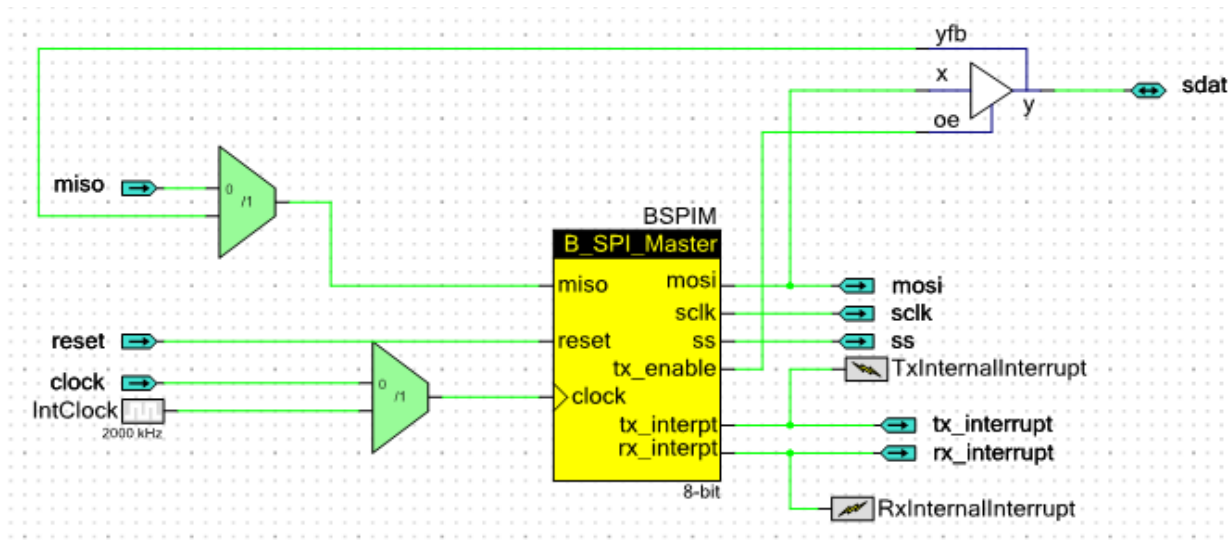 yfb
x
sdat
y
oe
miso
0
/1
BSPIM
B_SPI_Master
miso
mosi
mosi
sclk
sclk
reset
reset
ss
ss
tx_enable
TxInternalInterrupt
clock
0
/1
clock
IntClock
2000 kHz
tx_interpt
tx_interrupt
rx_interpt
rx_interrupt
8-bit
RxInternalInterrupt